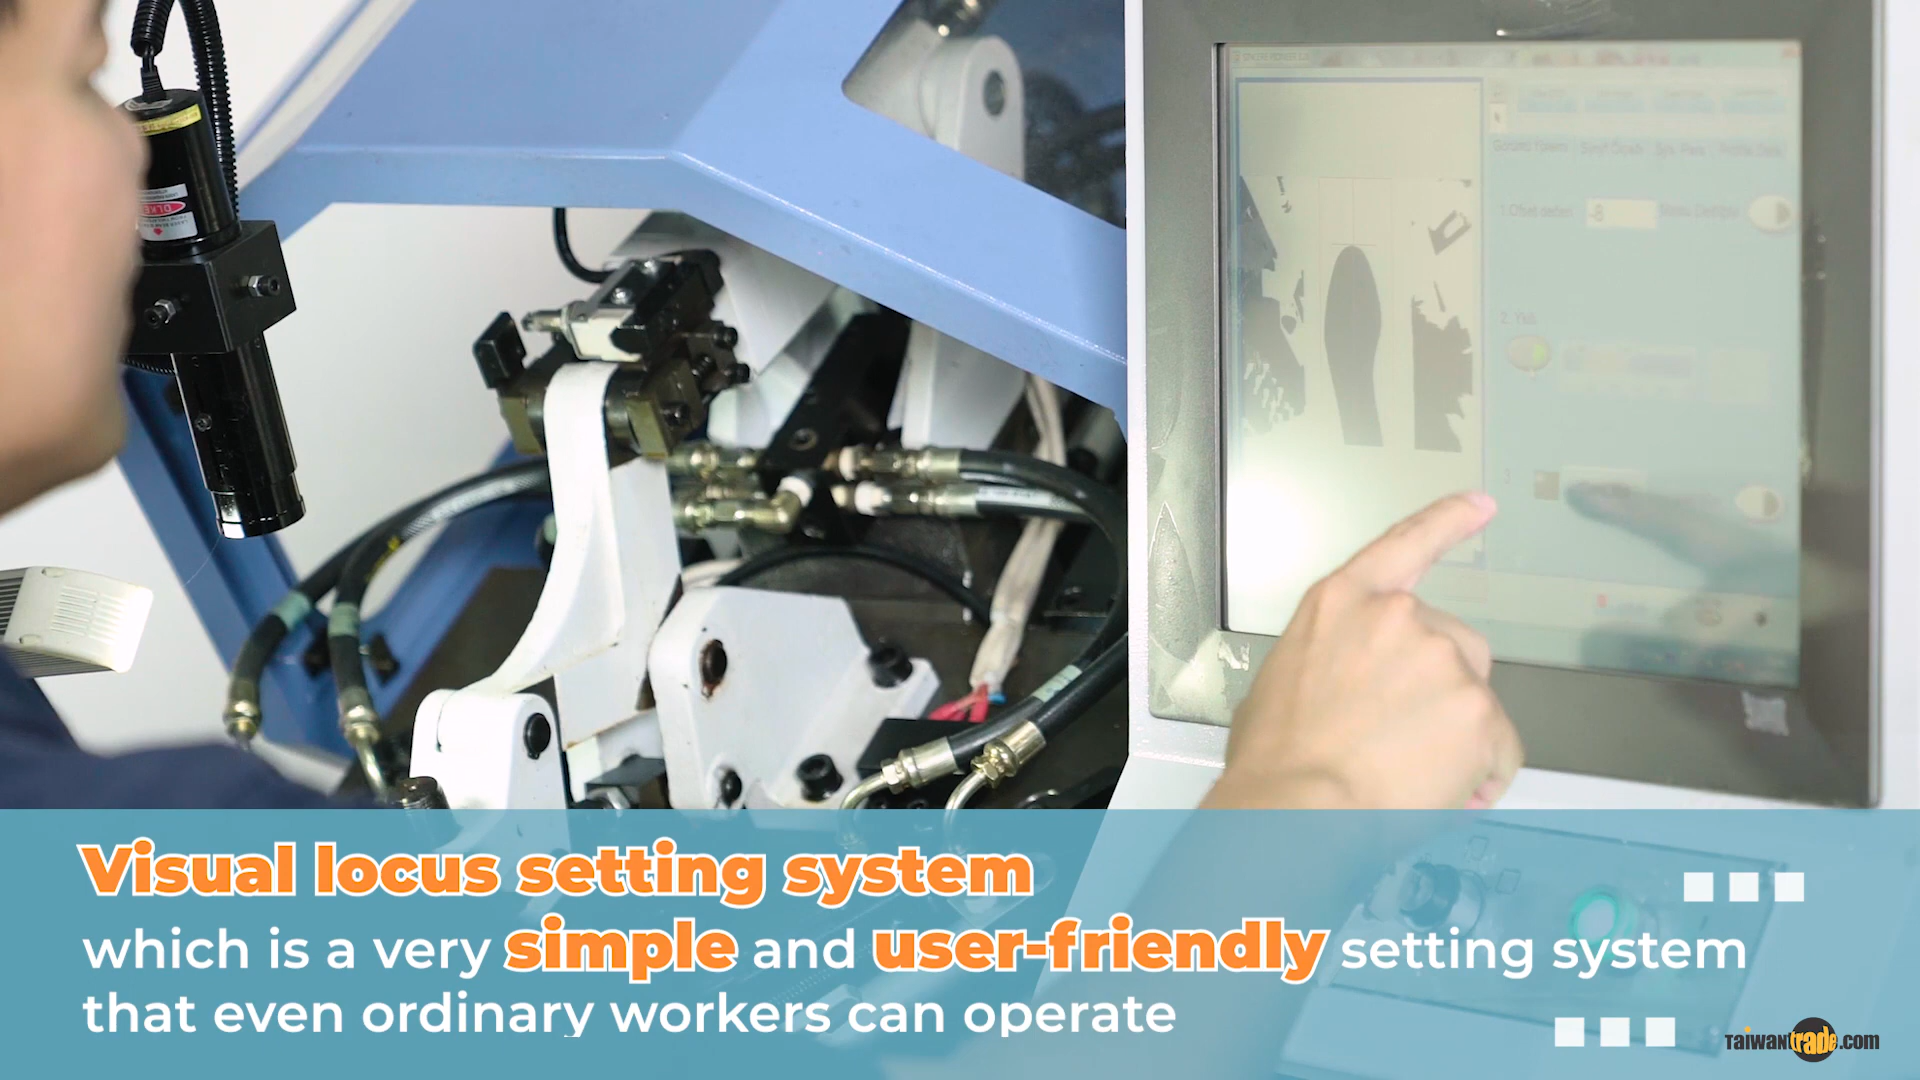 -8
Visual locus setting system
which is a very simple and user-friendly setting system
that even ordinary workers can operate
TaiwanTrade.com